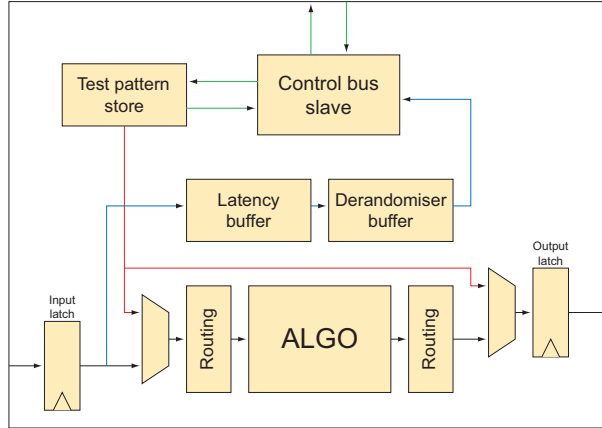 Test pattern
store
Control bus
slave
Latency
buffer
Derandomiser
buffer
Output
latch
Input
latch
Routing
ALGO
Routing